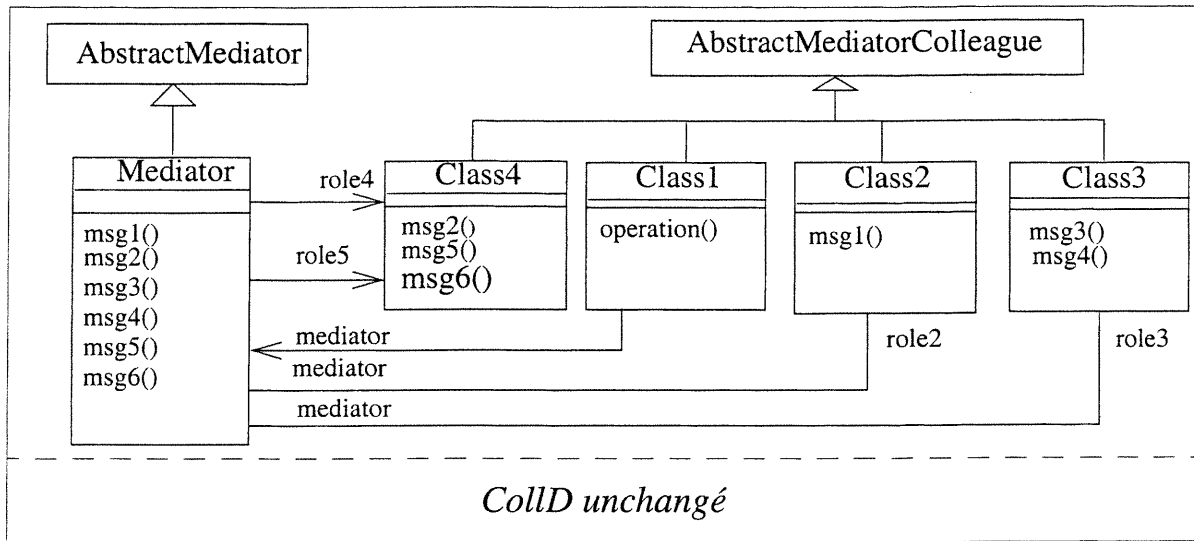 AbstractMediator
AbstractMediatorColleague
Mediator
msg1()
msg2()
msg3()
msg4()
msg5()
msg6()
role4
role5
Class4
msg2()
msg5()
msg6()
Class1
operation()
Class2
msg1()
Class3
msg3()
msg4()
mediator
mediator
mediator
role2
role3
CollD unchangé